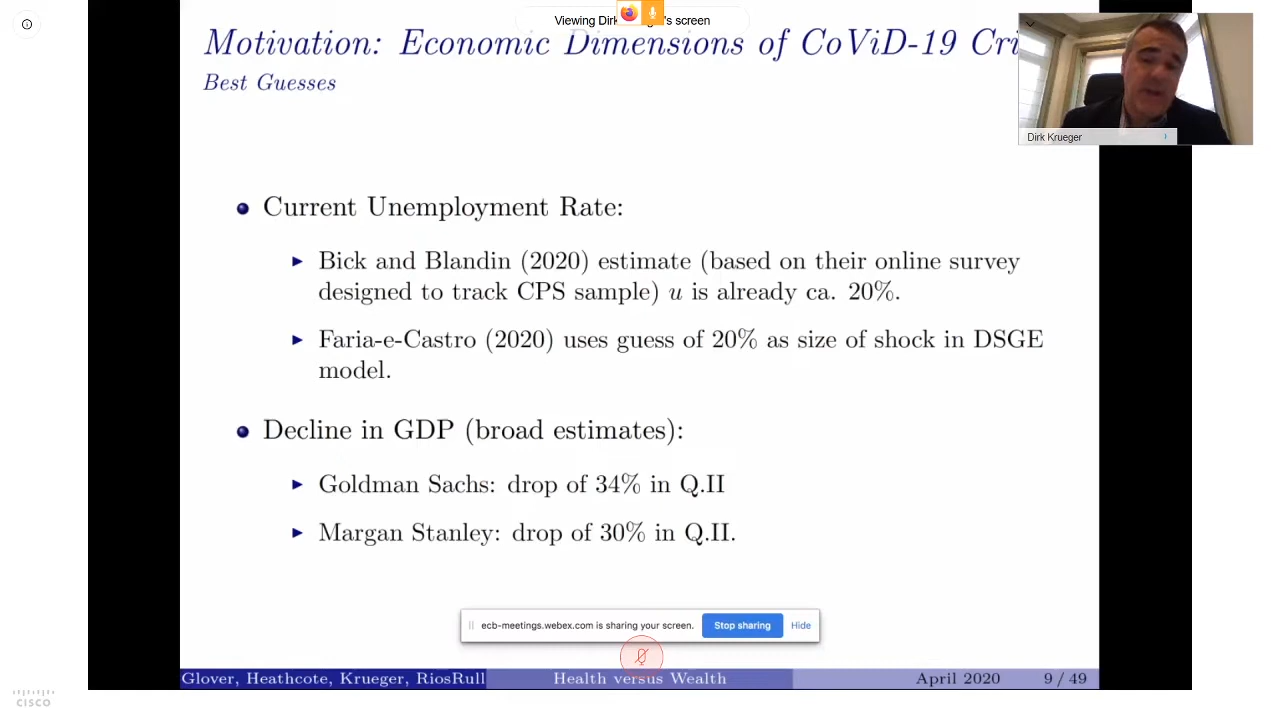 Viewing Dirk 's screen
Motivation: Economic Dimensions of CoViD-19 Cri
Best Guesses
Dirk Krueger
Current Unemployment Rate:
Bick and Blandin (2020) estimate (based on their online survey
designed to track CPS sample) u is already ca. 20%.
Faria-e-Castro (2020) uses guess of 20% as size of shock in DSGE
model.
Decline in GDP (broad estimates):
Goldman Sachs: drop of 34% in Q.II
Margan Stanley: drop of 30% in Q.II.
ecb-meetings.webex.com is sharing your screen. Stop sharing Hide
Glover, Heathcote, Krueger, RiosRull Health versus Wealth April 2020 9 / 49
CISCO